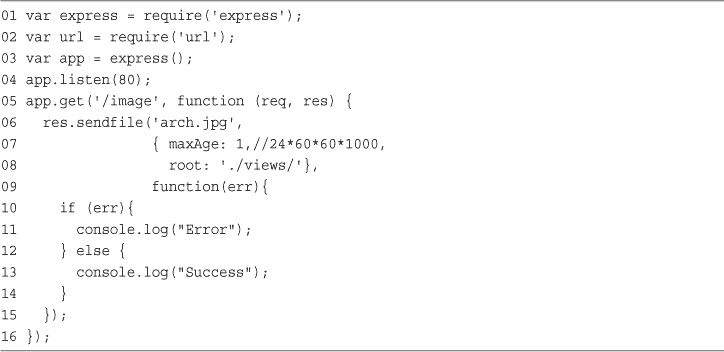 01 var express = require('express');
02 var url = require('url');
03 var app = express();
04 app.listen(80);
05 app.get('/image', function (req, res) {
06   res.sendfile('arch.jpg',
07                { maxAge: 1,//24*60*60*1000,
08                  root: './views/'},
09                function(err){
10     if (err){
11       console.log("Error");
12     } else {
13       console.log("Success");
14     }
15   });
16 });